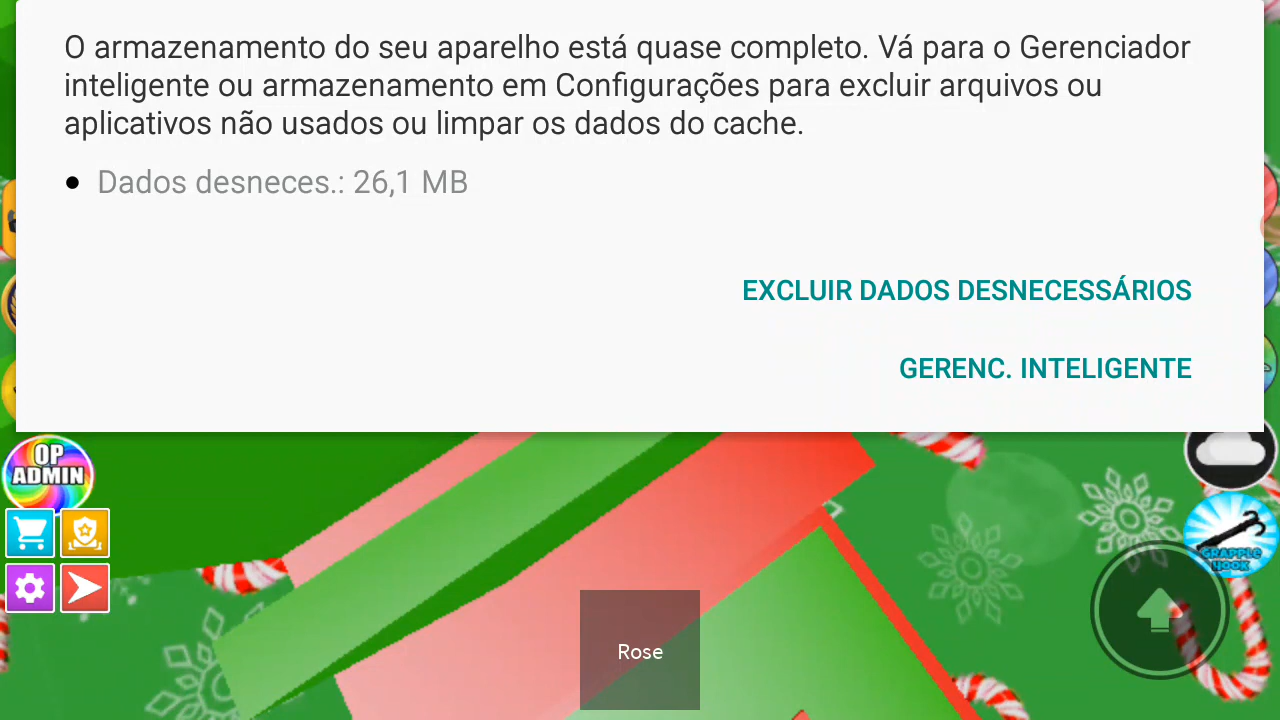 O armazenamento do seu aparelho está quase completo. Vá para o Gerenciador
inteligente ou armazenamento em Configurações para excluir arquivos ou
aplicativos não usados ou limpar os dados do cache.
Dados desneces.: 26,1 MB
EXCLUIR DADOS DESNECESSÁRIOS
GERENC. INTELIGENTE
OP
ADMIN
GRAPPLE
HOOK
Rose